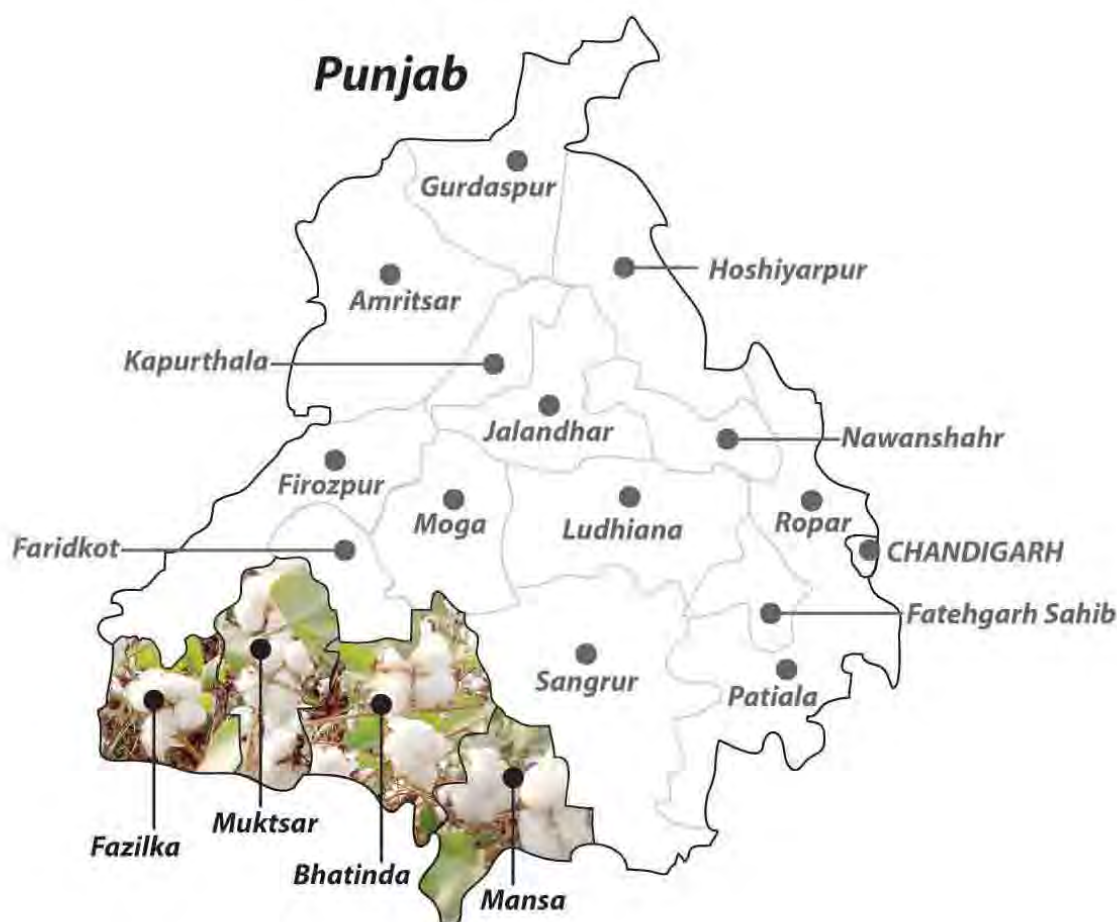 Punjab
Gurdaspur
Hoshiyarpur
Amritsar
Kapurthala
Jalandhar
Nawanshahr
Firozpur
Moga
Ludhiana
Ropar
Faridkot
CHANDIGARH
Fatehgarh Sahib
Sangrur
Patiala
Muktsar
Fazilka
Bhatinda
Mansa